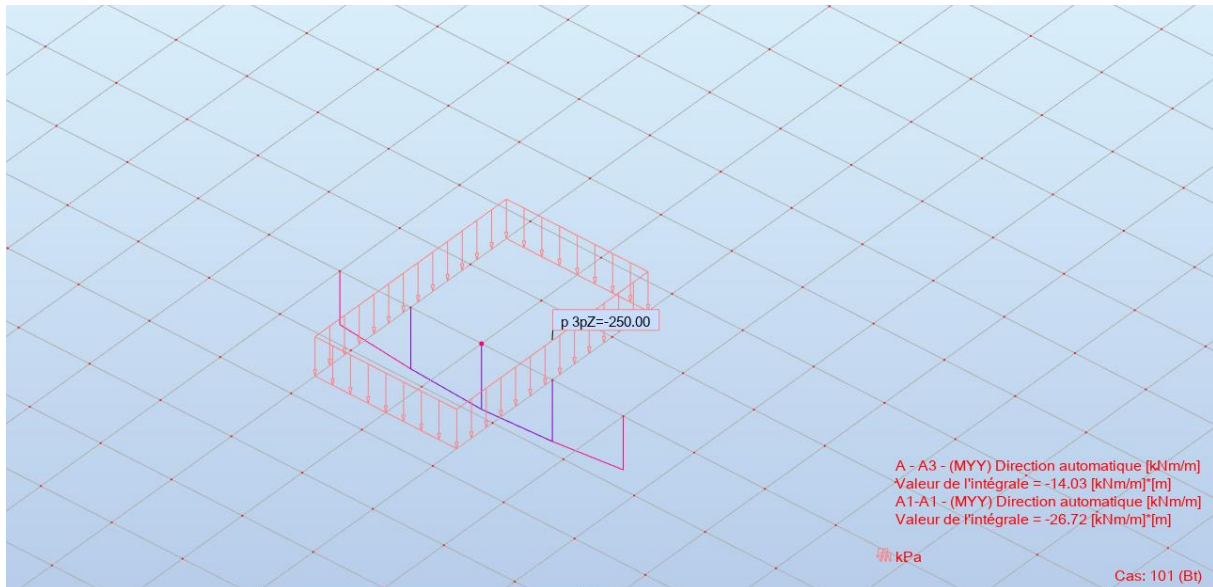 p 3pZ=-250.00
A - A3 - (MYY) Direction automatique [kNm/m]
Valeur de l'intégrale = -14.03 [kNm/m]*[m]
A1-A1 - (MYY) Direction automatique [kNm/m]
Valeur de l'intégrale = -26.72 [kNm/m]*[m]
kPa
Cas: 101 (Bt)